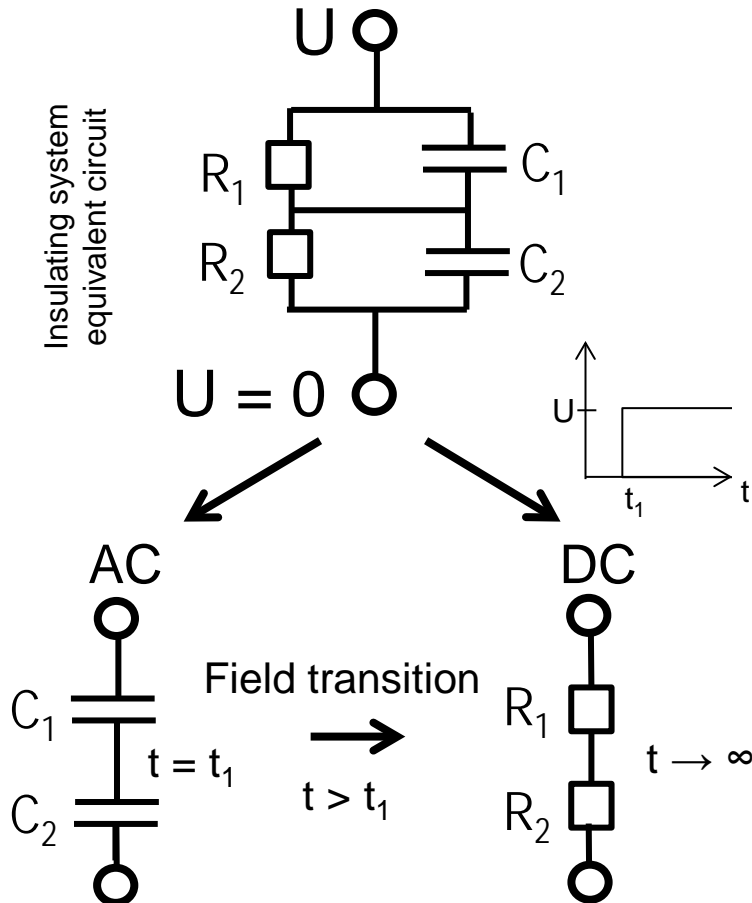 U
Insulating system
equivalent circuit
R₁
C₁
R₂
C₂
U = 0
U
t₁
t
AC
DC
C₁
Field transition
R₁
t = t₁
t → ∞
t > t₁
C₂
R₂